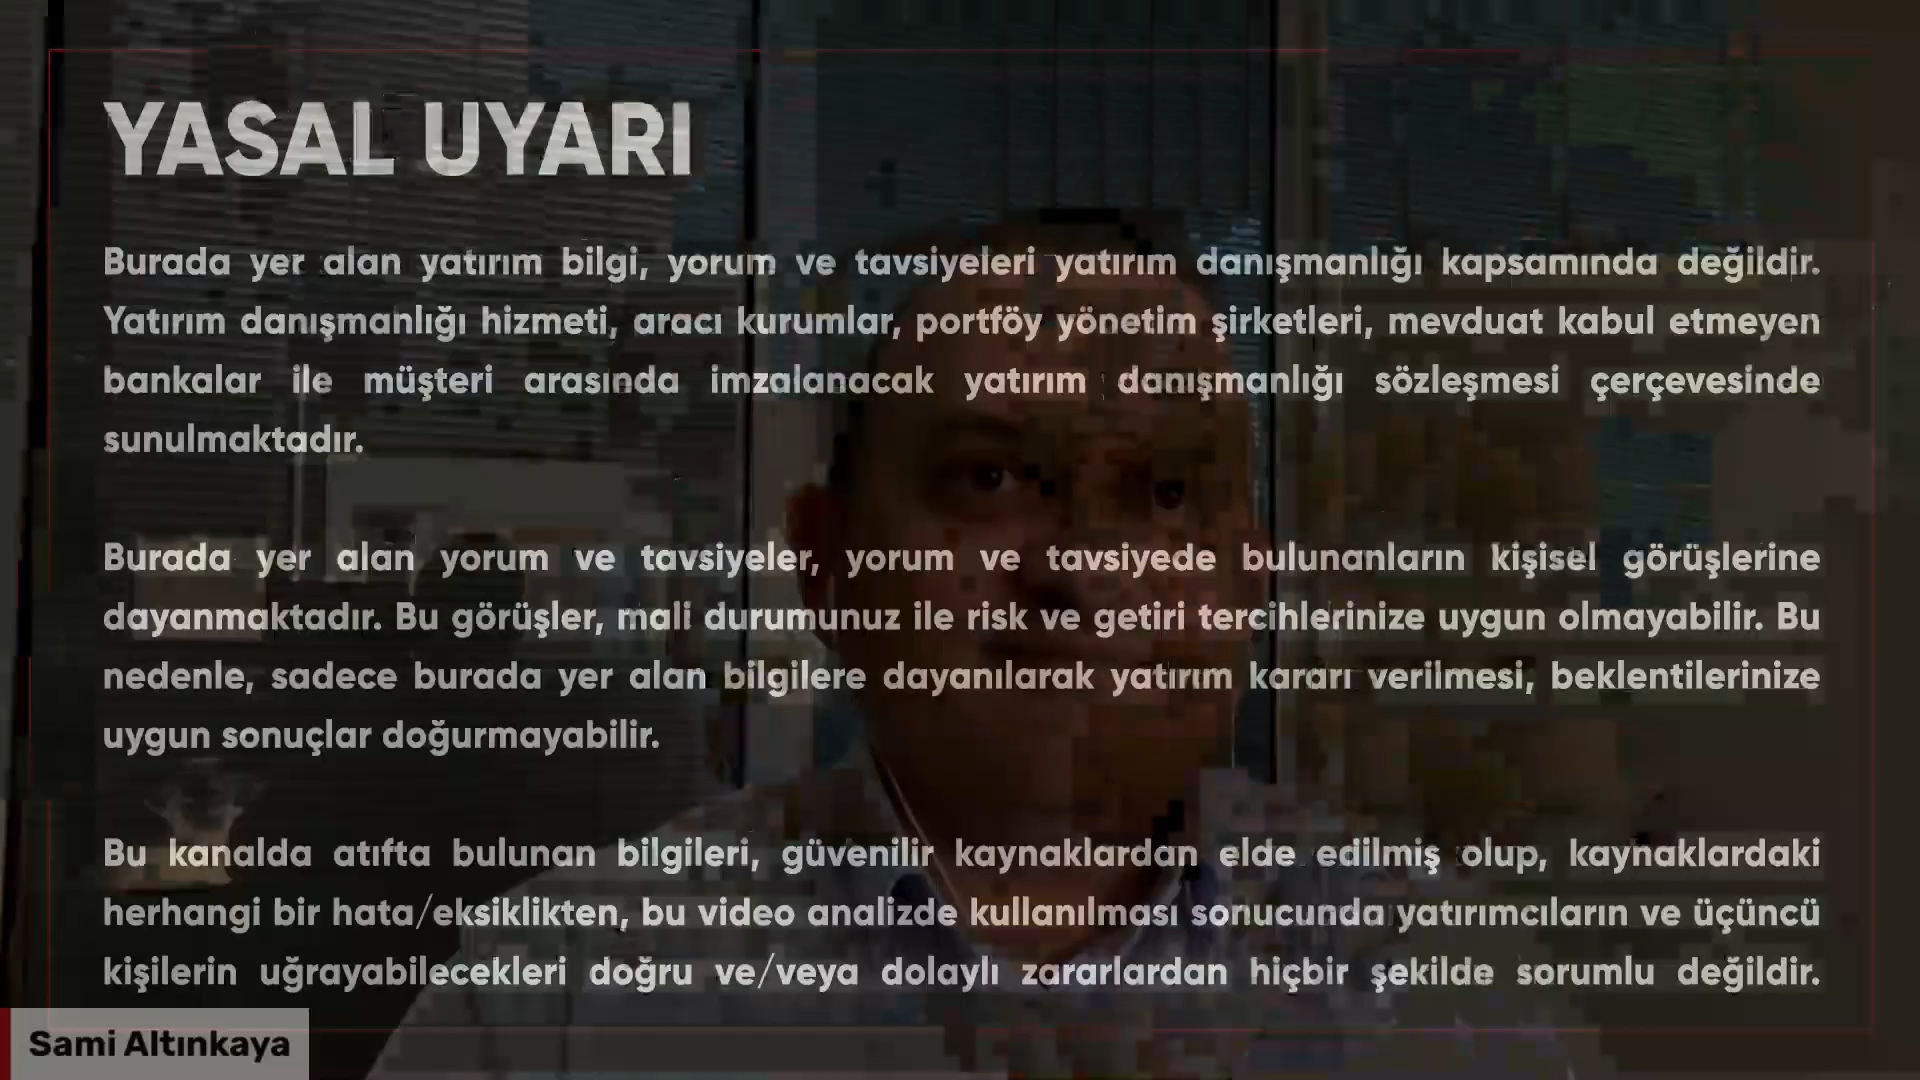 YASAL UYARI
Burada yer alan yatırım bilgi, yorum ve tavsiyeleri yatırım danışmanlığı kapsamında değildir.
Yatırım danışmanlığı hizmeti, aracı kurumlar, portföy yönetim şirketleri, mevduat kabul etmeyen
bankalar ile müşteri arasında imzalanacak yatırım danışmanlığı sözleşmesi çerçevesinde
sunulmaktadır.
Burada yer alan yorum ve tavsiyeler, yorum ve tavsiyede bulunanların kişisel görüşlerine
dayanmaktadır. Bu görüşler, mali durumunuz ile risk ve getiri tercihlerinize uygun olmayabilir. Bu
nedenle, sadece burada yer alan bilgilere dayanılarak yatırım kararı verilmesi, beklentilerinize
uygun sonuçlar doğurmayabilir.
Bu kanalda atıfta bulunan bilgileri, güvenilir kaynaklardan elde edilmiş olup, kaynaklardaki
herhangi bir hata/eksiklikten, bu video analizde kullanılması sonucunda yatırımcıların ve üçüncü
kişilerin uğrayabilecekleri doğru ve/veya dolaylı zararlardan hiçbir şekilde sorumlu değildir.
Sami Altınkaya